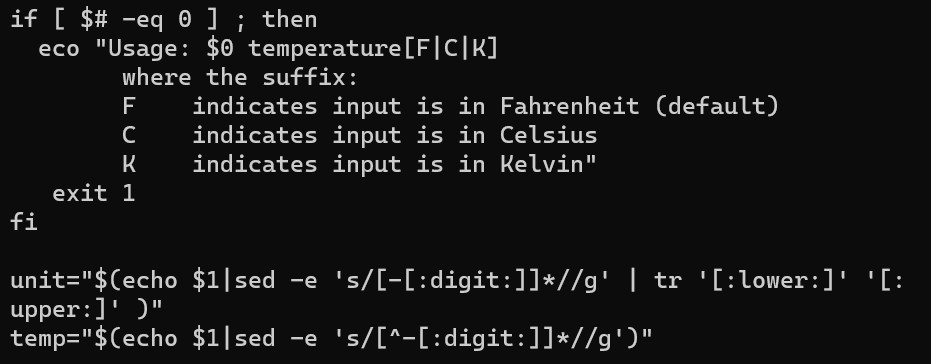 if [ $# -eq 0 ] ; then
  eco "Usage: $0 temperature[F|C|K]
        where the suffix:
        F    indicates input is in Fahrenheit (default)
        C    indicates input is in Celsius
        K    indicates input is in Kelvin"
   exit 1
fi

unit="$(echo $1|sed -e 's/[-[:digit:]]*//g' | tr '[:lower:]' '[:
upper:]' )"
temp="$(echo $1|sed -e 's/[^-[:digit:]]*//g')"